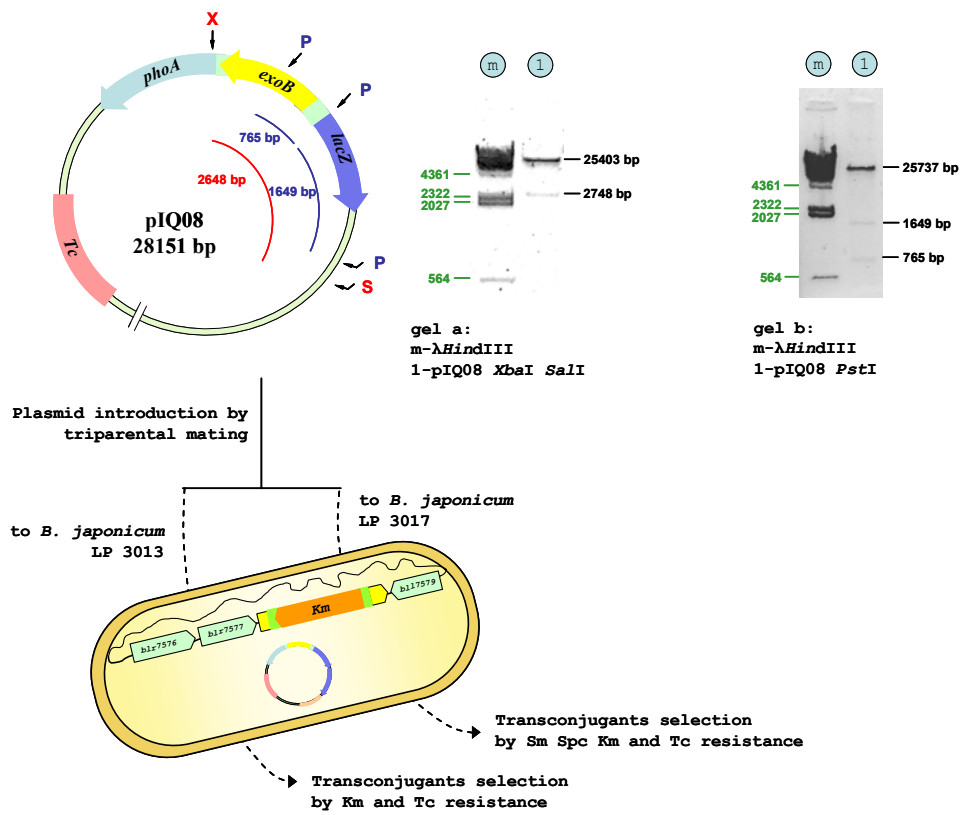 X
P
phoA
exoB
P
lacZ
765 bp
2648 bp
1649 bp
pIQ08
28151 bp
Tc
P
S
m
1
4361
2322
2027
564
25403 bp
2748 bp
gel a:
m-λHindIII
1-pIQ08 XbaI SalI
m
1
4361
2322
2027
564
25737 bp
1649 bp
765 bp
gel b:
m-λHindIII
1-pIQ08 PstI
Plasmid introduction by
triparental mating
to B. japonicum
LP 3013
to B. japonicum
LP 3017
blr7576
blr7577
Km
bll7579
Transconjugants selection
by Sm Spc Km and Tc resistance
Transconjugants selection
by Km and Tc resistance